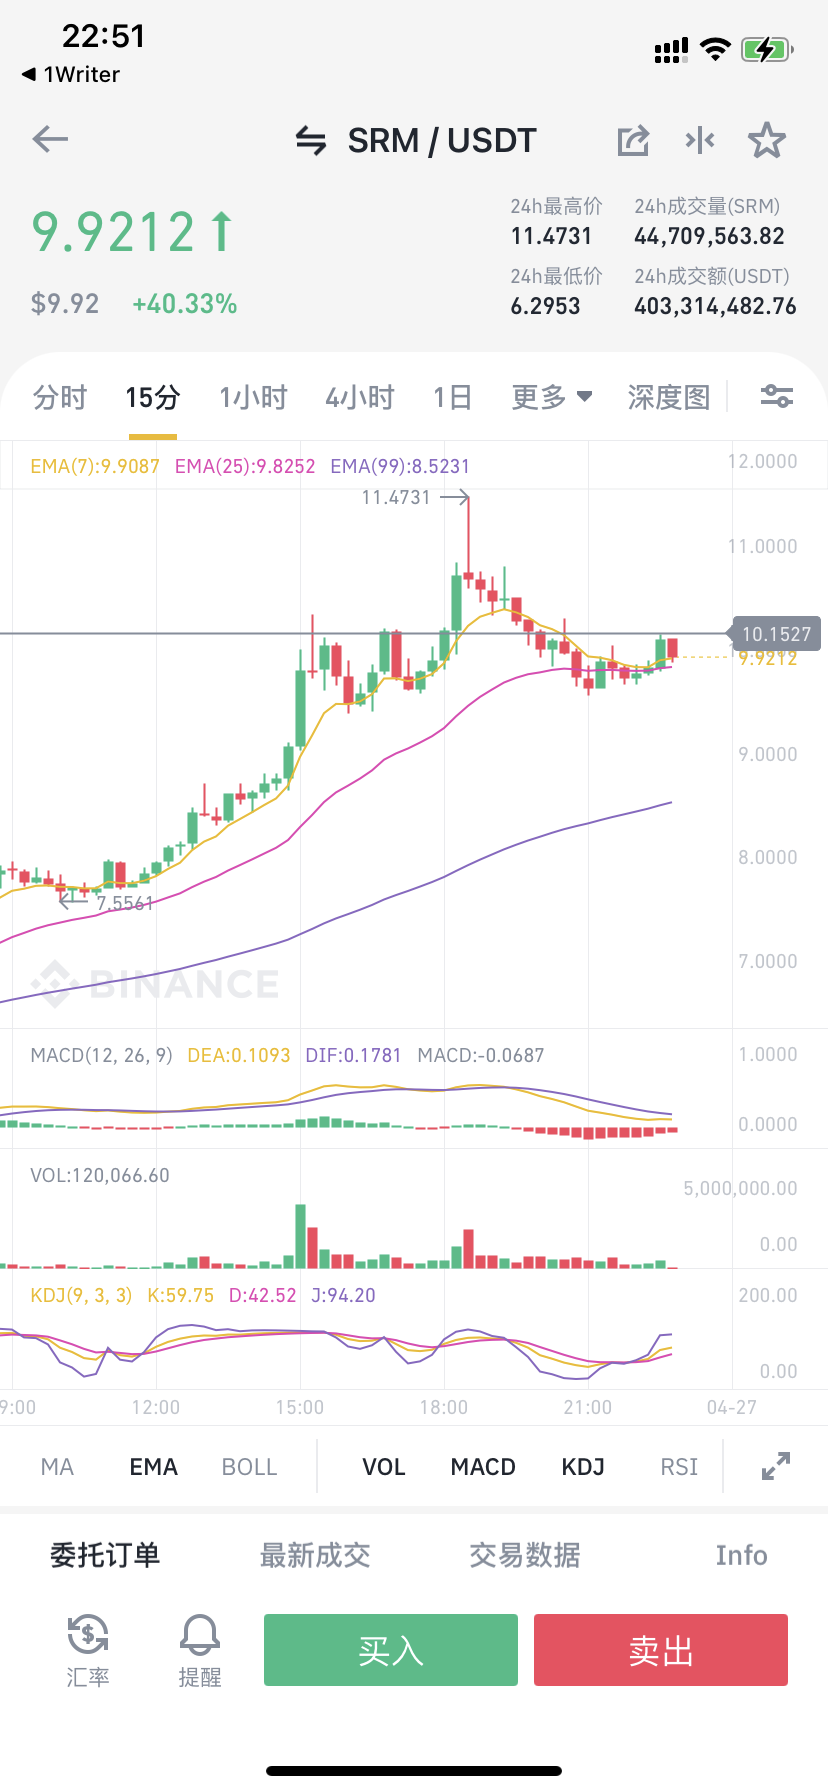 22:51
◀ 1Writer
SRM / USDT
9.9212
$9.92 +40.33%
24h最高价 24h成交量(SRM)
11.4731 44,709,563.82
24h最低价 24h成交额(USDT)
6.2953 403,314,482.76
分时 15分 1小时 4小时 1日 更多 深度图
EMA(7):9.9087 EMA(25):9.8252 EMA(99):8.5231
12.0000
11.4731
11.0000
10.1527
9.9212
9.0000
8.0000
7.5561
7.0000
BINANCE
MACD(12, 26, 9) DEA:0.1093 DIF:0.1781 MACD:-0.0687
1.0000
0.0000
VOL:120,066.60
5,000,000.00
0.00
KDJ(9, 3, 3) K:59.75 D:42.52 J:94.20
200.00
0.00
9:00 12:00 15:00 18:00 21:00 04-27
MA EMA BOLL VOL MACD KDJ RSI
委托订单 最新成交 交易数据 Info
汇率 提醒 买入 卖出